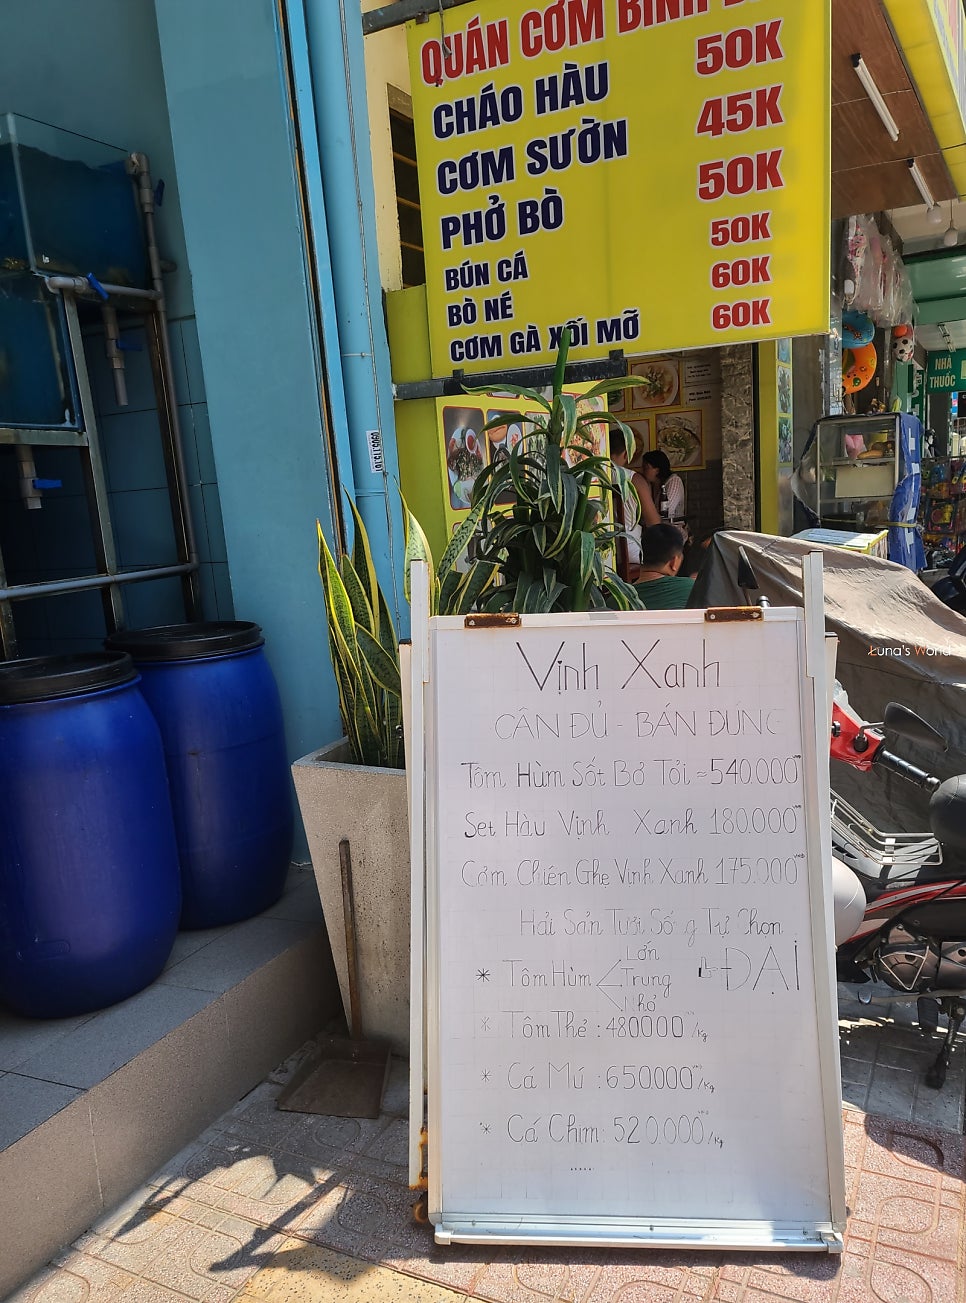 QUÁN CƠM BÌNH
CHÁO HÀU 50K
CƠM SƯỜN 45K
PHỞ BÒ 50K
BÚN CÁ 50K
BÒ NÉ 60K
CƠM GÀ XỐI MỠ 60K
NHÀ
THUỐC
Luna's World
Vịnh Xanh
CÂN ĐỦ - BÁN ĐÚNG
Tôm Hùm Sốt Bơ Tỏi ≈ 540.000
Set Hàu Vịnh Xanh 180.000
Cơm Chiên Ghẹ Vịnh Xanh 175.000 VNĐ
Hải Sản Tươi Số g Tự Chọn
* Tôm Hùm < Lớn
Trung
Nhỏ
ĐẠI
* Tôm Thẻ : 480000 /kg
* Cá Mú : 650000 /kg
* Cá Chim: 520.000 /kg
.....